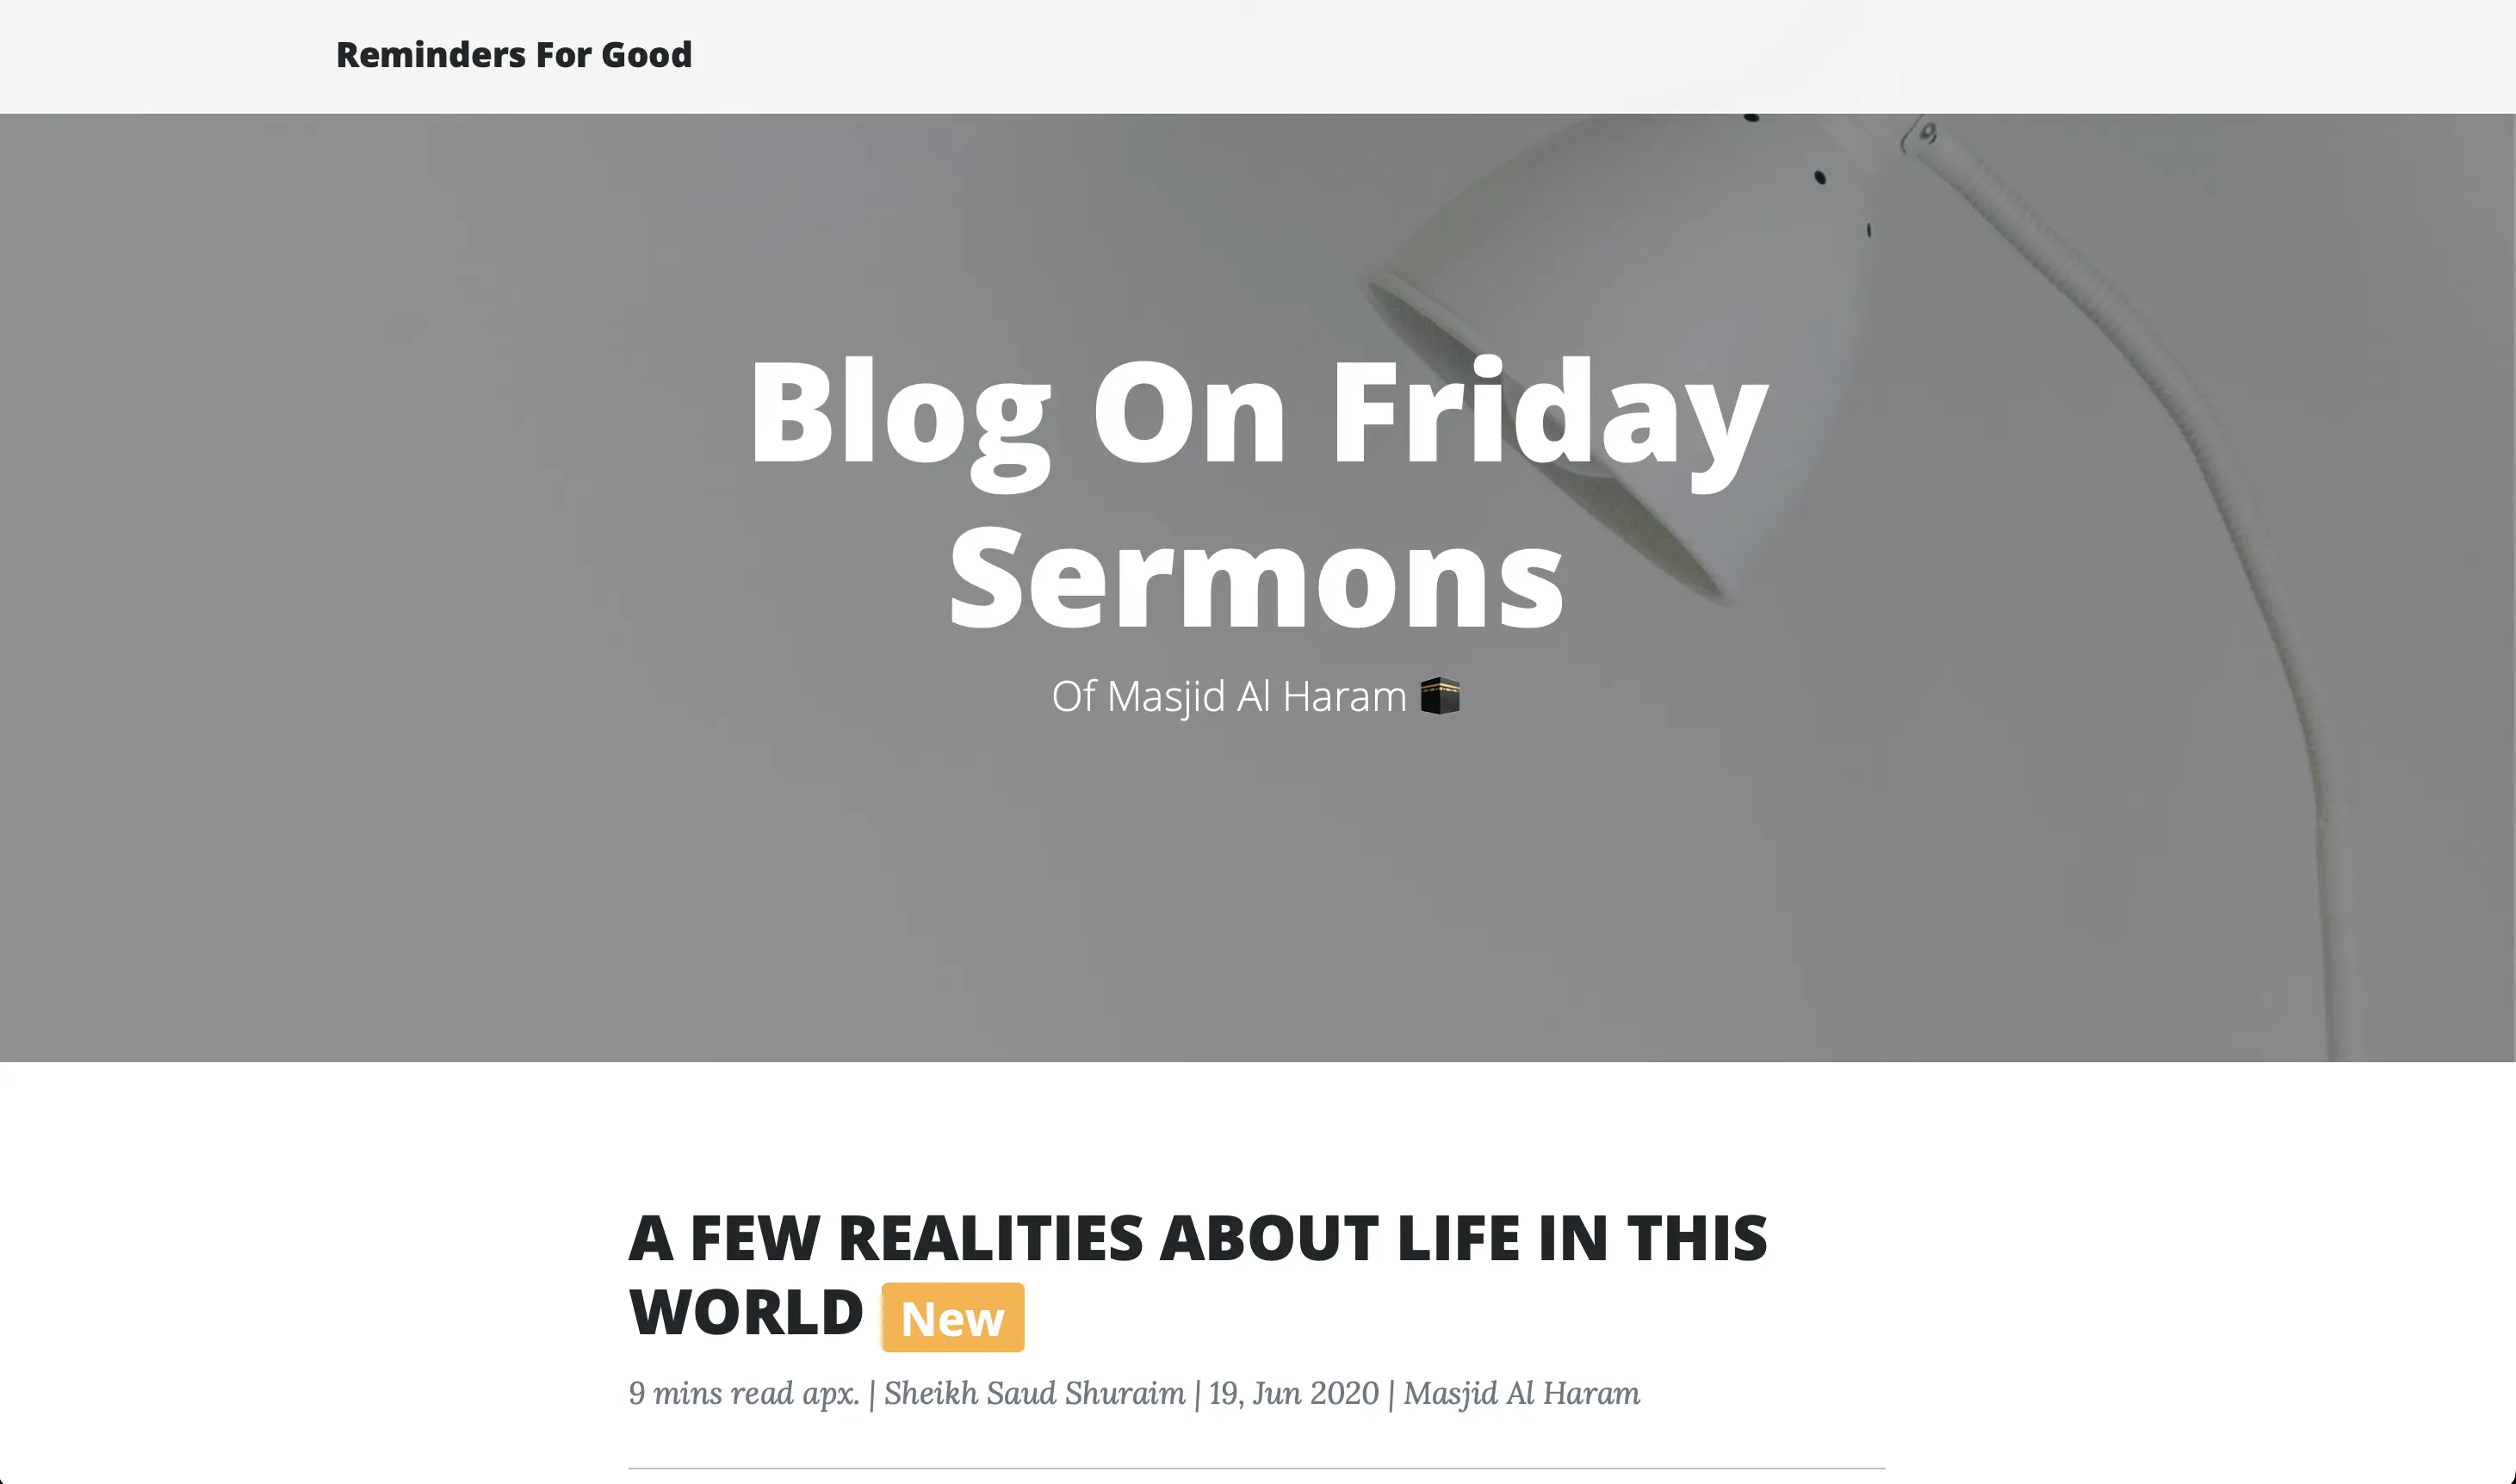 Reminders For Good
Blog On Friday
Sermons
Of Masjid Al Haram 🕋
A FEW REALITIES ABOUT LIFE IN THIS
WORLD New
9 mins read apx. | Sheikh Saud Shuraim | 19, Jun 2020 | Masjid Al Haram